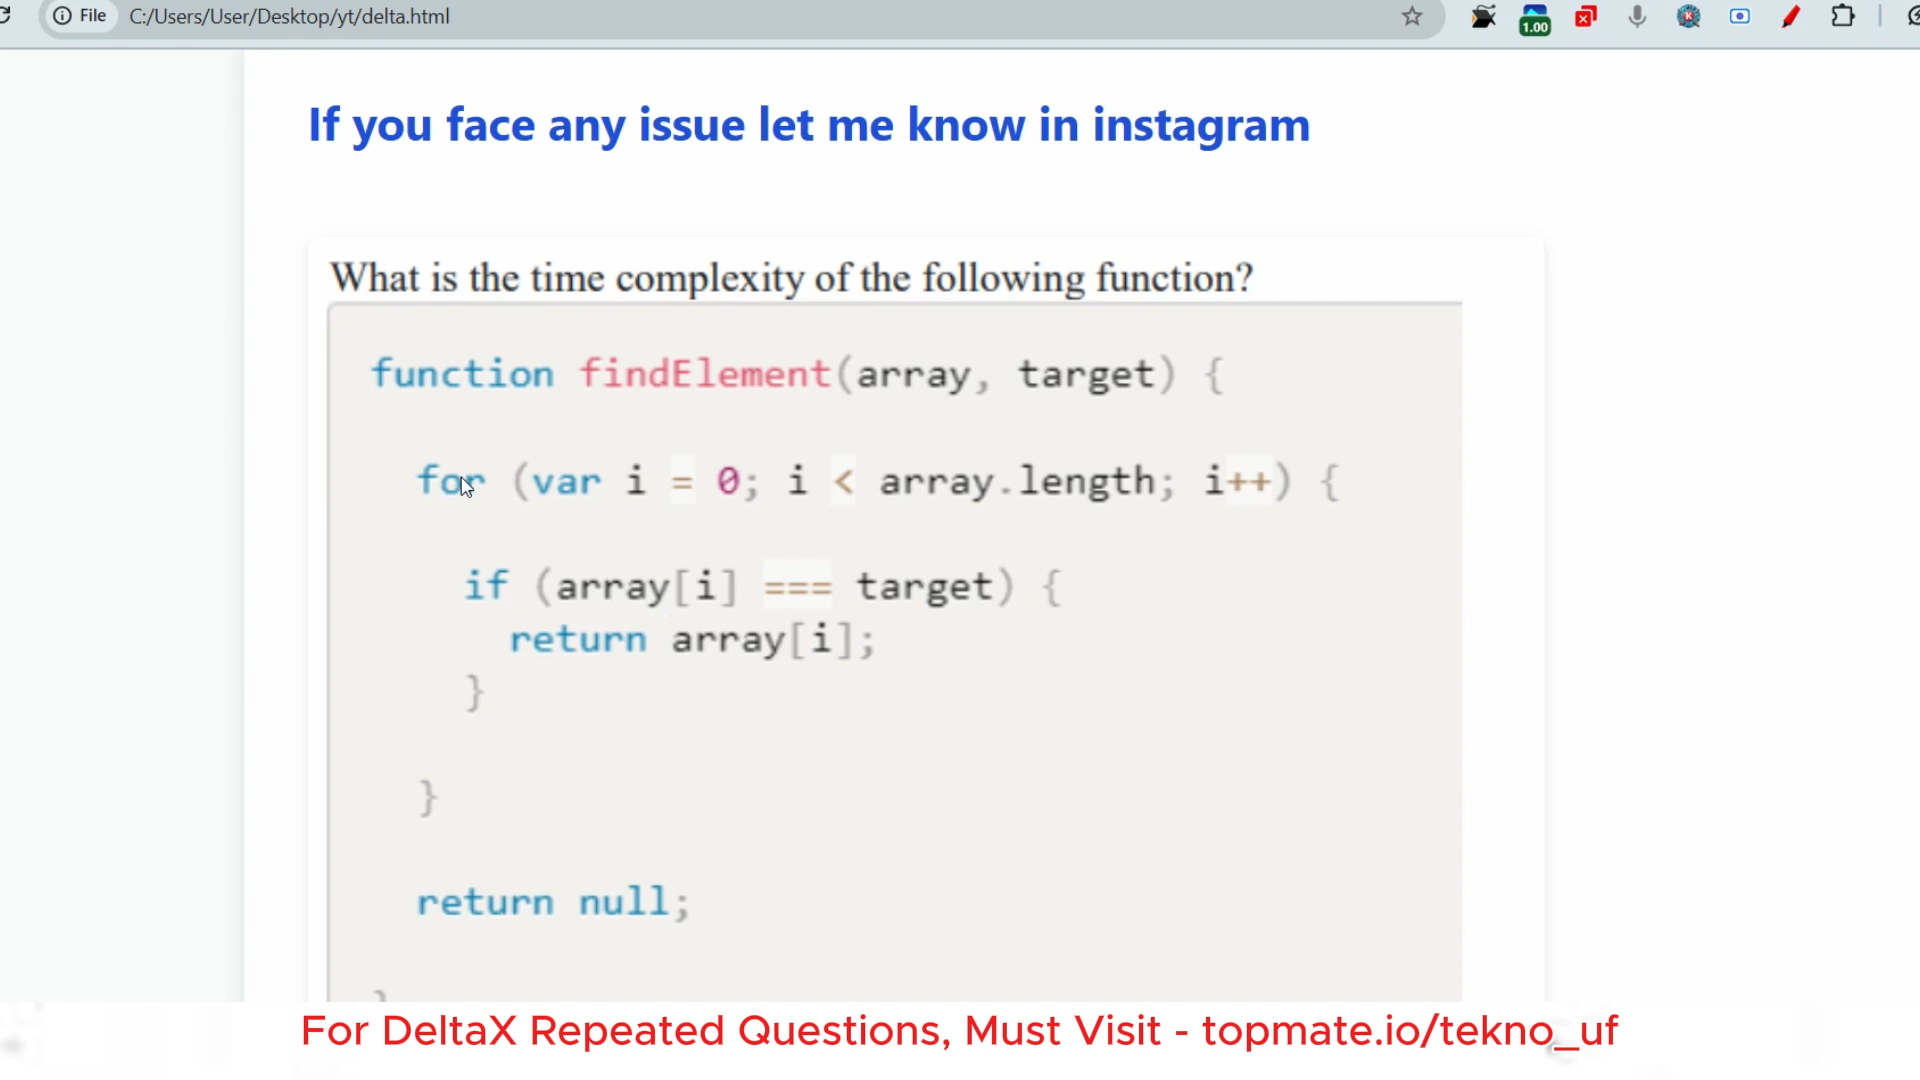 File C:/Users/User/Desktop/yt/delta.html
1.00
If you face any issue let me know in instagram
What is the time complexity of the following function?
function findElement(array, target) {
for (var i = 0; i < array.length; i++) {
if (array[i] === target) {
return array[i];
}
}
return null;
}
For DeltaX Repeated Questions, Must Visit - topmate.io/tekno_uf